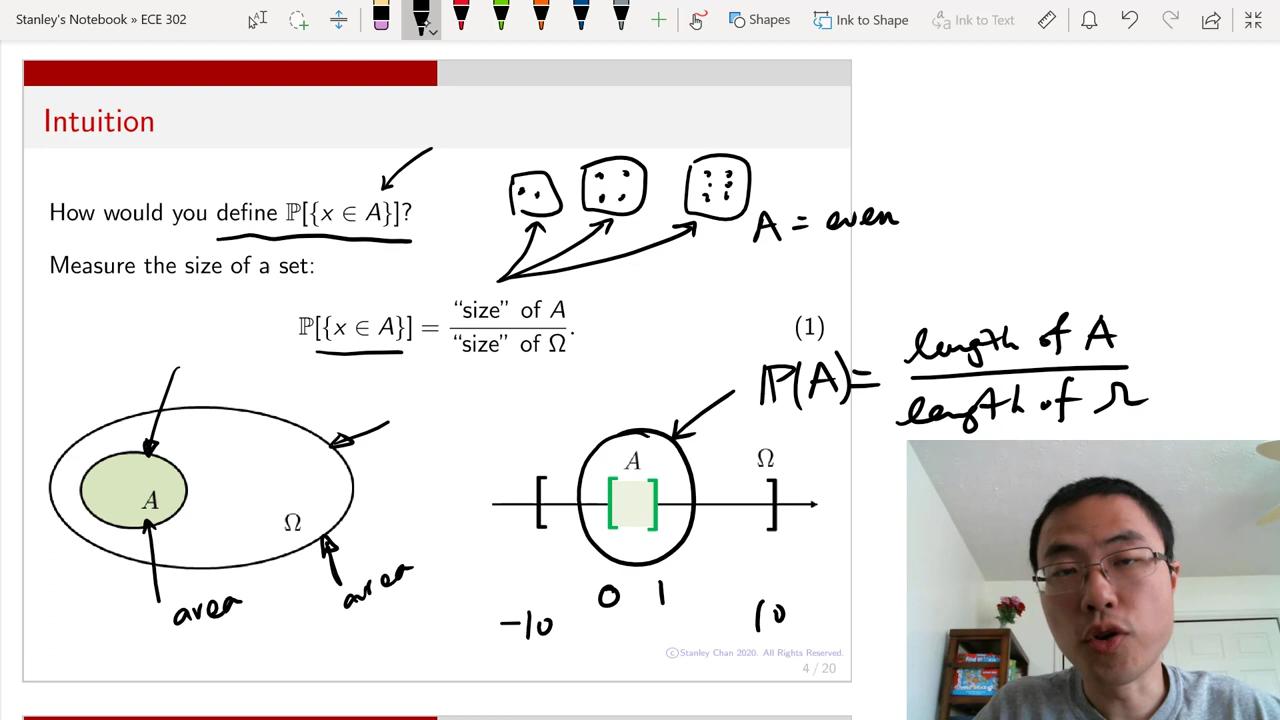 Stanley's Notebook » ECE 302
Shapes
Ink to Shape
Ink to Text
Intuition
How would you define ℙ[{x ∈ A}]?
A = even
Measure the size of a set:
ℙ[{x ∈ A}] = "size" of A / "size" of Ω. (1)
ℙ(A) = length of A / length of Ω
A
Ω
area
area
A
Ω
[ [ ] ]
0 1
-10 10
©Stanley Chan 2020. All Rights Reserved.
4 / 20